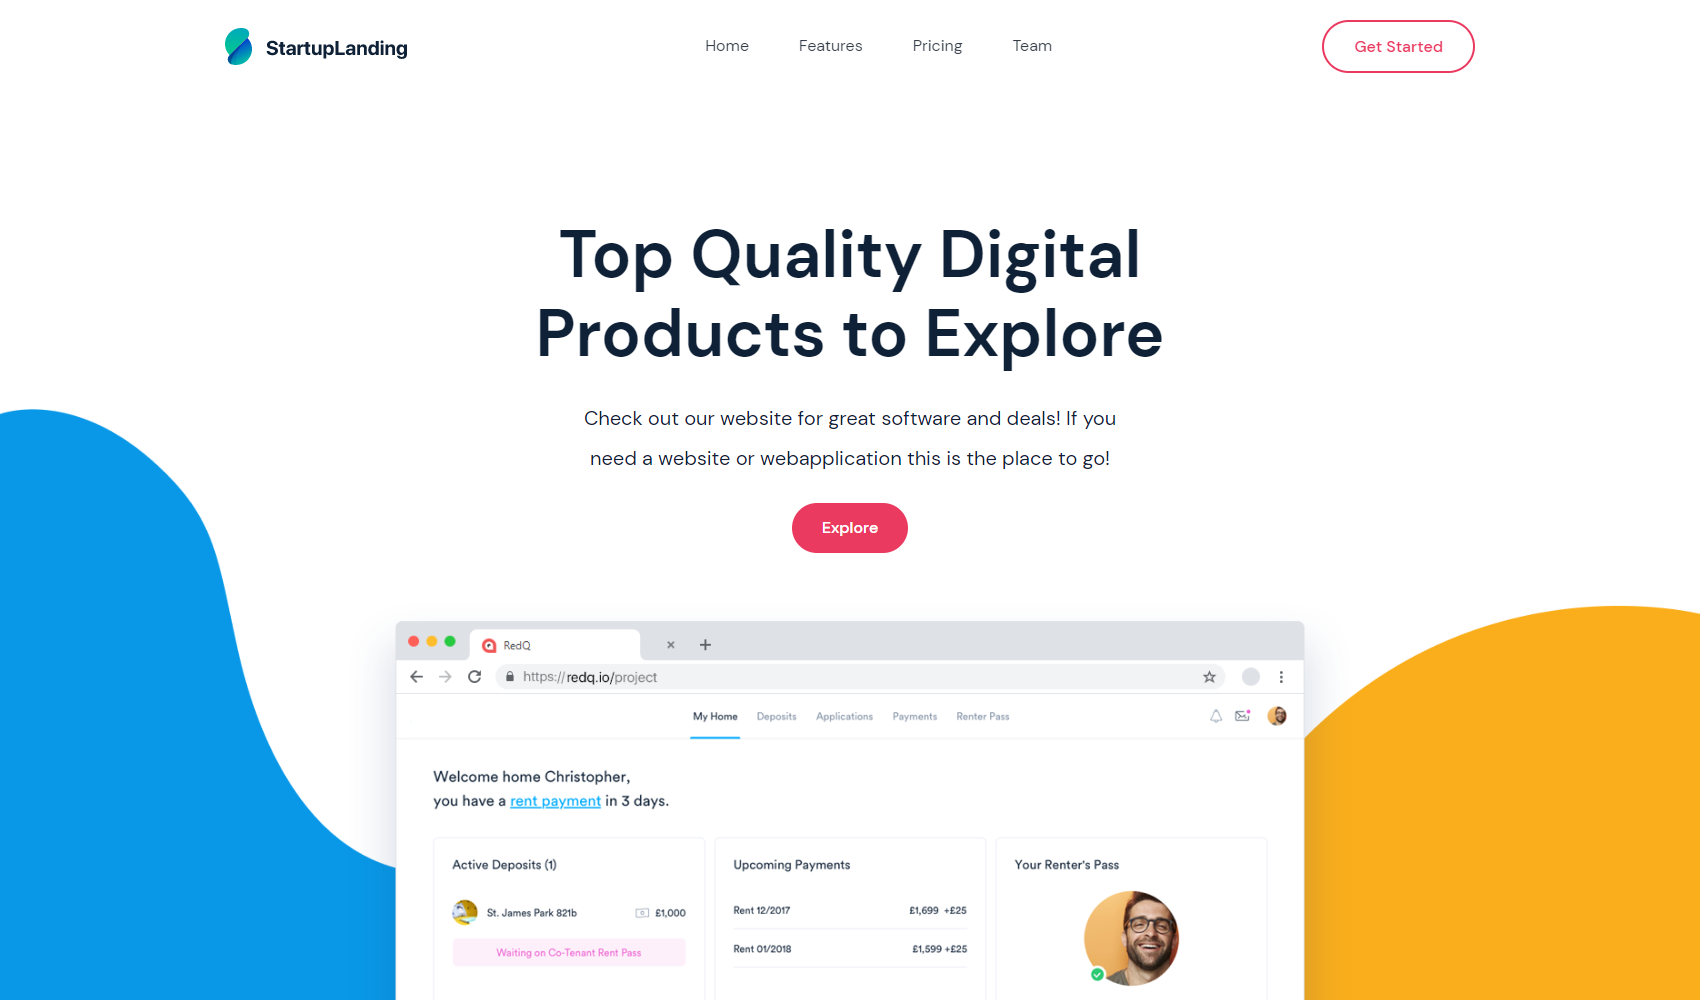 StartupLanding
Home
Features
Pricing
Team
Get Started
Top Quality Digital
Products to Explore
Check out our website for great software and deals! If you
need a website or webapplication this is the place to go!
Explore
RedQ
https://redq.io/project
My Home
Deposits
Applications
Payments
Renter Pass
Welcome home Christopher,
you have a rent payment in 3 days.
Active Deposits (1)
St. James Park 821b
£1,000
Waiting on Co-Tenant Rent Pass
Upcoming Payments
Rent 12/2017
£1,699 +£25
Rent 01/2018
£1,599 +£25
Your Renter's Pass